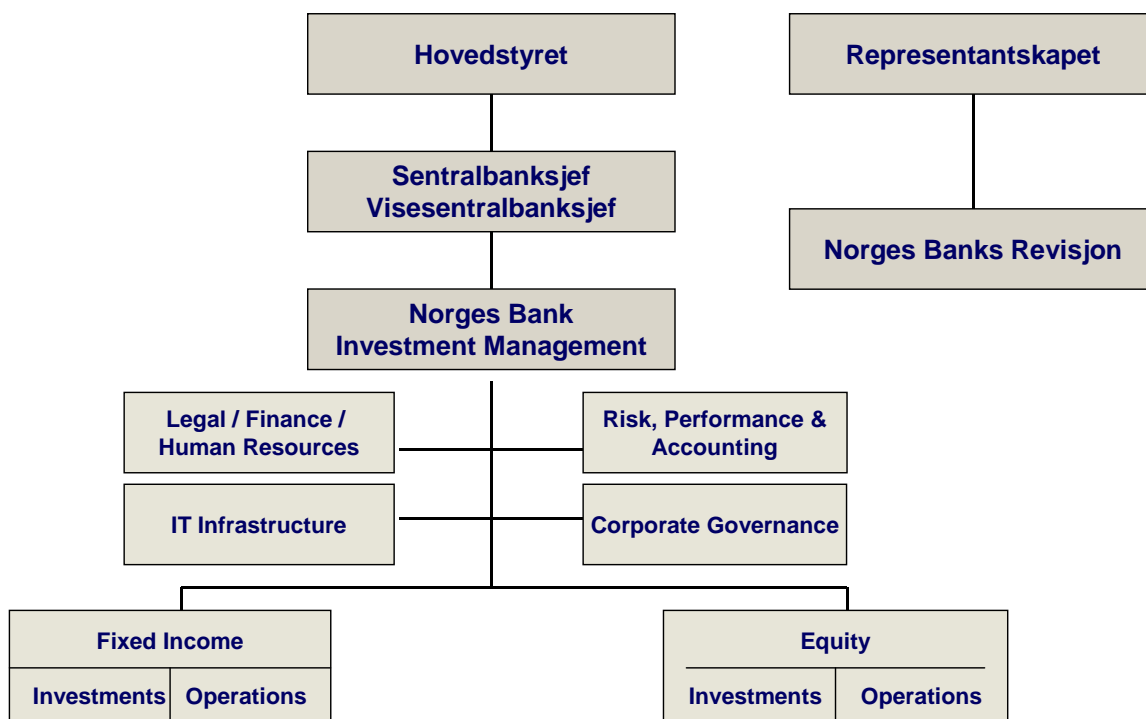 Hovedstyret
Representantskapet
Sentralbanksjef
Visesentralbanksjef
Norges Banks Revisjon
Norges Bank
Investment Management
Legal / Finance /
Human Resources
Risk, Performance &
Accounting
IT Infrastructure
Corporate Governance
Fixed Income
Equity
Investments
Operations
Investments
Operations